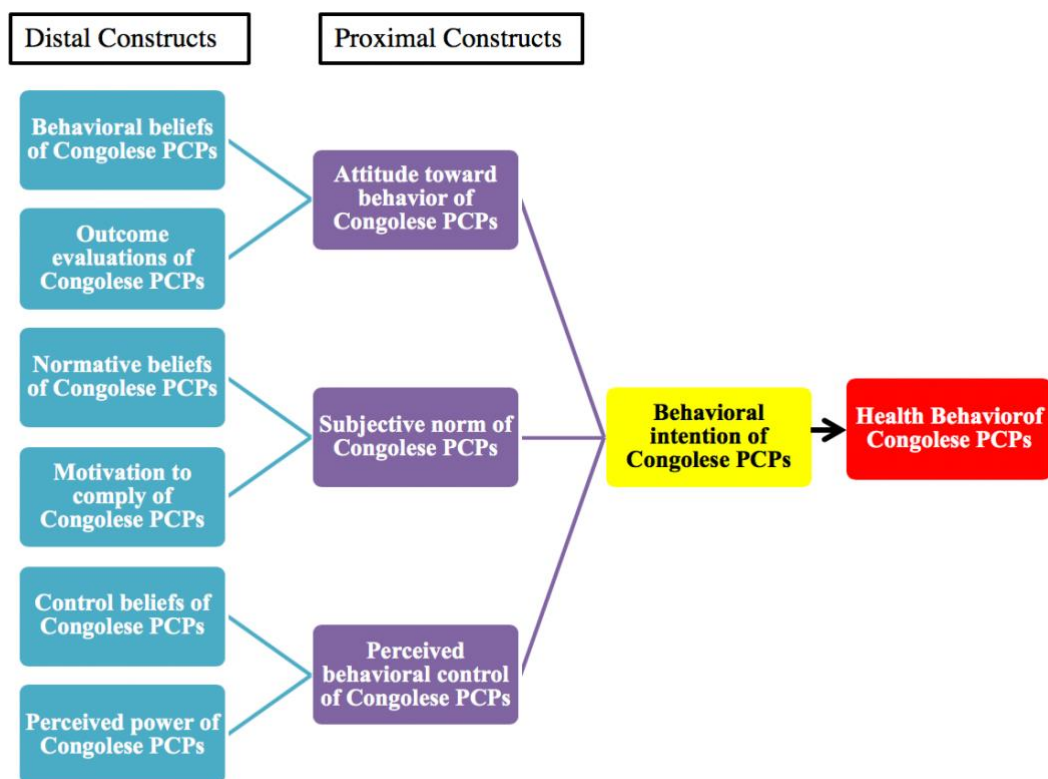 Distal Constructs
Proximal Constructs
Behavioral beliefs
of Congolese PCPs
Outcome
evaluations of
Congolese PCPs
Normative beliefs
of Congolese PCPs
Motivation to
comply of
Congolese PCPs
Control beliefs of
Congolese PCPs
Perceived power of
Congolese PCPs
Attitude toward
behavior of
Congolese PCPs
Subjective norm of
Congolese PCPs
Perceived
behavioral control
of Congolese PCPs
Behavioral
intention of
Congolese PCPs
Health Behaviorof
Congolese PCPs